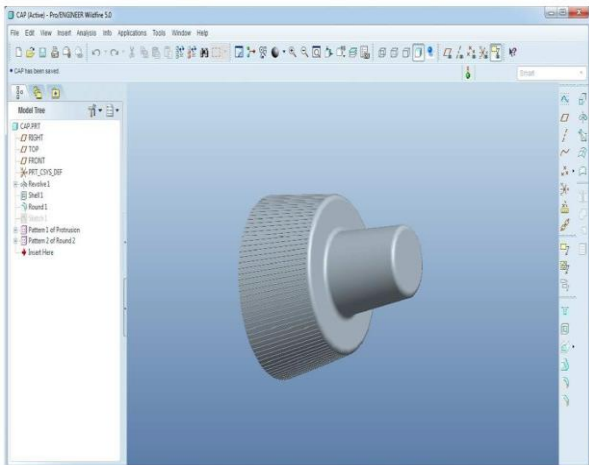 CAP (Active) - Pro/ENGINEER Wildfire 5.0
File Edit View Insert Analysis Info Applications Tools Window Help
• CAP has been saved.
Smart
Model Tree
CAP.PRT
RIGHT
TOP
FRONT
PRT_CSYS_DEF
Revolve 1
Shell 1
Round 1
Sketch 1
Pattern 1 of Protrusion
Pattern 2 of Round 2
Insert Here